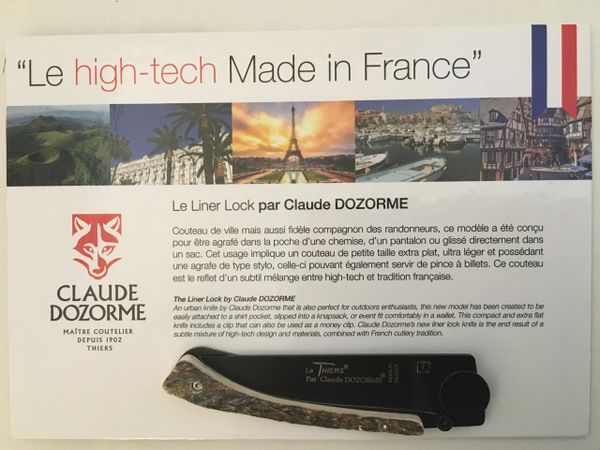 “Le high-tech Made in France”
Le Liner Lock par Claude DOZORME
Couteau de ville mais aussi fidèle compagnon des randonneurs, ce modèle a été conçu
pour être agrafé dans la poche d’une chemise, d’un pantalon ou glissé directement dans
un sac. Cet usage implique un couteau de petite taille extra plat, ultra léger et possédant
une agrafe de type stylo, celle-ci pouvant également servir de pince à billets. Ce couteau
est le reflet d’un subtil mélange entre high-tech et tradition française.
The Liner Lock by Claude DOZORME
An urban knife by Claude Dozorme that is also perfect for outdoors enthusiasts, this new model has been created to be
easily attached to a shirt pocket, slipped into a knapsack, or event fit comfortably in a wallet. This compact and extra flat
knife includes a clip that can also be used as a money clip. Claude Dozorme's new liner lock knife is the end result of a
subtle mixture of high-tech design and materials, combined with French cutlery tradition.
CLAUDE
DOZORME
MAÎTRE COUTELIER
DEPUIS 1902
THIERS
Le THIERS®
Par Claude DOZORME®
MADE IN
FRANCE
T